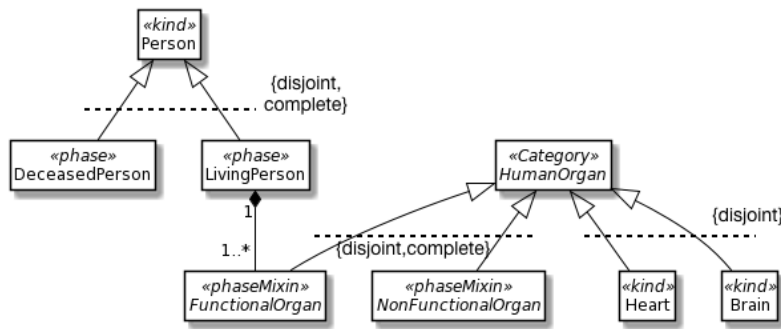 «kind»
Person
{disjoint,
complete}
«phase»
DeceasedPerson
«phase»
LivingPerson
«Category»
HumanOrgan
1
{disjoint}
1..*
{disjoint,complete}
«phaseMixin»
FunctionalOrgan
«phaseMixin»
NonFunctionalOrgan
«kind»
Heart
«kind»
Brain